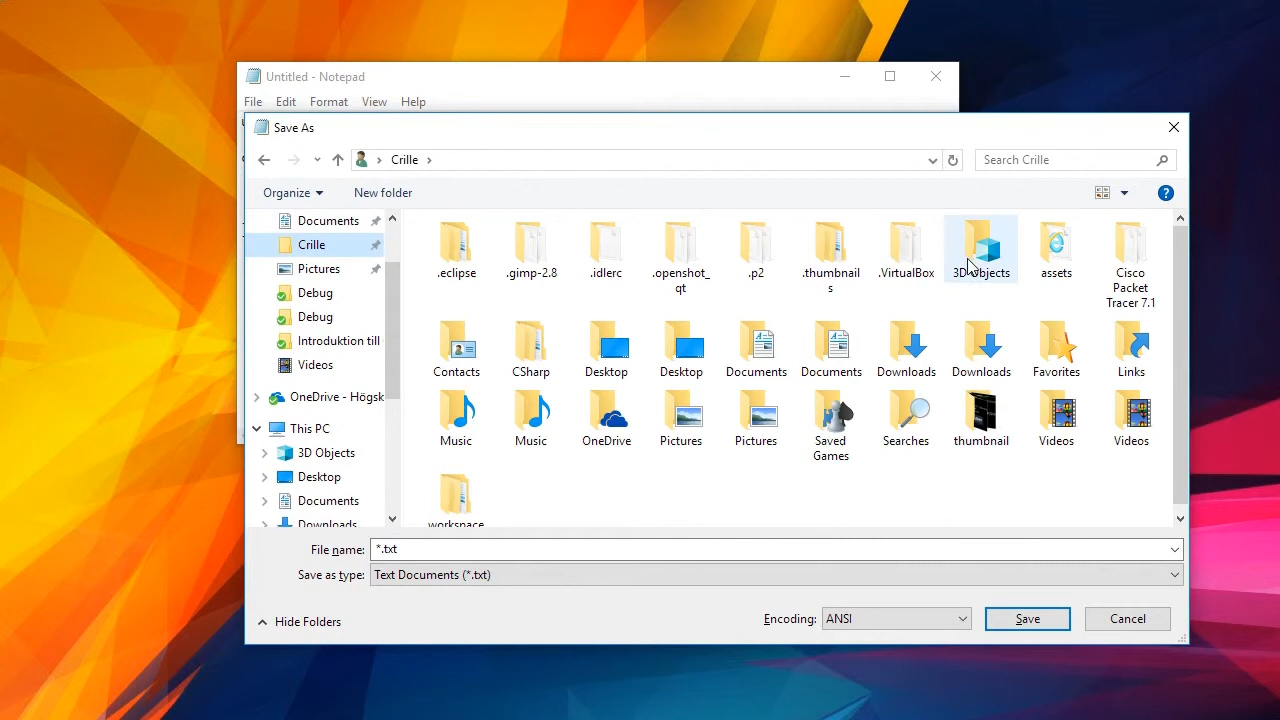 Untitled - Notepad
File Edit Format View Help
Save As
Crille
Search Crille
Organize New folder
Documents
Crille
Pictures
Debug
Debug
Introduktion till
Videos
OneDrive - Högsk
This PC
3D Objects
Desktop
Documents
Downloads
.eclipse .gimp-2.8 .idlerc .openshot_ .p2 .thumbnail .VirtualBox 3D Objects assets Cisco
qt s Packet
Tracer 7.1
Contacts CSharp Desktop Desktop Documents Documents Downloads Downloads Favorites Links
Music Music OneDrive Pictures Pictures Saved Searches thumbnail Videos Videos
Games
workspace
File name: *.txt
Save as type: Text Documents (*.txt)
Hide Folders Encoding: ANSI Save Cancel